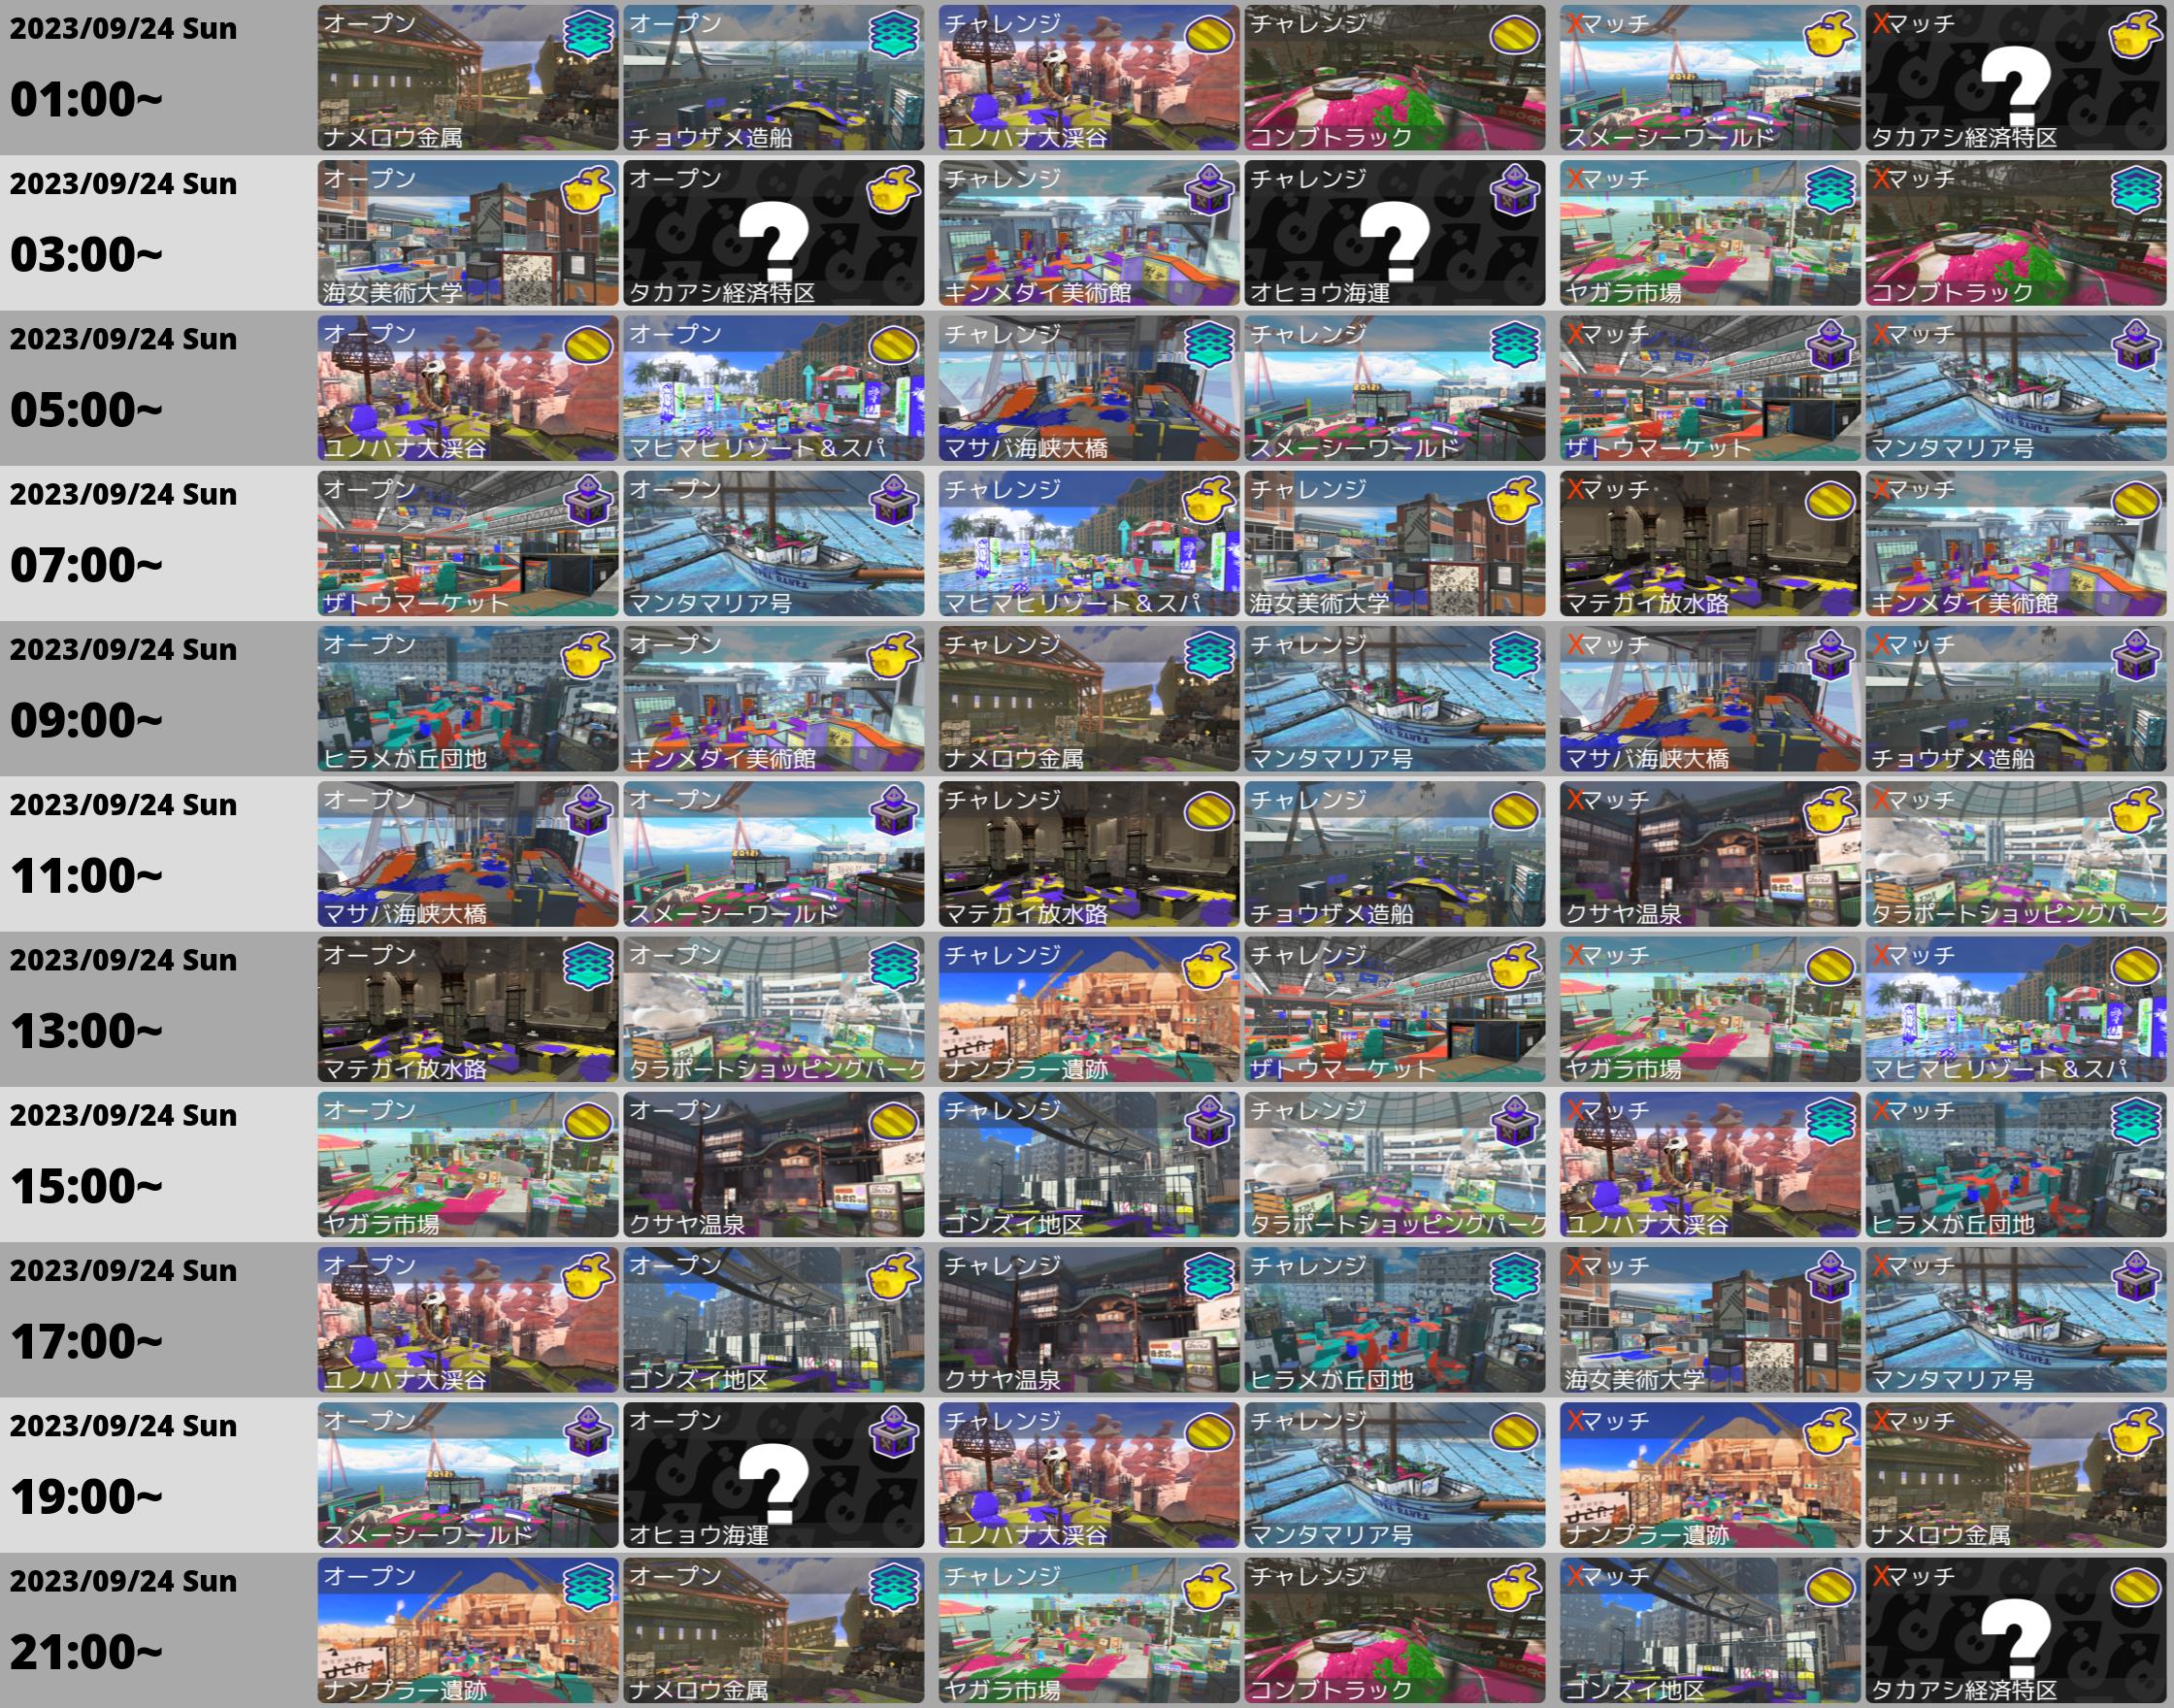 2023/09/24 Sun
01:00~
オープン
ナメロウ金属
オープン
チョウザメ造船
チャレンジ
ユノハナ大渓谷
チャレンジ
コンブトラック
Xマッチ
スメーシーワールド
Xマッチ
?
タカアシ経済特区
2023/09/24 Sun
03:00~
オープン
海女美術大学
オープン
?
タカアシ経済特区
チャレンジ
キンメダイ美術館
チャレンジ
?
オヒョウ海運
Xマッチ
ヤガラ市場
Xマッチ
コンブトラック
2023/09/24 Sun
05:00~
オープン
ユノハナ大渓谷
オープン
マヒマヒリゾート＆スパ
チャレンジ
マサバ海峡大橋
チャレンジ
スメーシーワールド
Xマッチ
ザトウマーケット
Xマッチ
マンタマリア号
2023/09/24 Sun
07:00~
オープン
ザトウマーケット
オープン
マンタマリア号
チャレンジ
マヒマヒリゾート＆スパ
チャレンジ
海女美術大学
Xマッチ
マテガイ放水路
Xマッチ
キンメダイ美術館
2023/09/24 Sun
09:00~
オープン
ヒラメが丘団地
オープン
キンメダイ美術館
チャレンジ
ナメロウ金属
チャレンジ
マンタマリア号
Xマッチ
マサバ海峡大橋
Xマッチ
チョウザメ造船
2023/09/24 Sun
11:00~
オープン
マサバ海峡大橋
オープン
スメーシーワールド
チャレンジ
マテガイ放水路
チャレンジ
チョウザメ造船
Xマッチ
クサヤ温泉
Xマッチ
タラポートショッピングパーク
2023/09/24 Sun
13:00~
オープン
マテガイ放水路
オープン
タラポートショッピングパーク
チャレンジ
ナンプラー遺跡
チャレンジ
ザトウマーケット
Xマッチ
ヤガラ市場
Xマッチ
マヒマヒリゾート＆スパ
2023/09/24 Sun
15:00~
オープン
ヤガラ市場
オープン
クサヤ温泉
チャレンジ
ゴンズイ地区
チャレンジ
タラポートショッピングパーク
Xマッチ
ユノハナ大渓谷
Xマッチ
ヒラメが丘団地
2023/09/24 Sun
17:00~
オープン
ユノハナ大渓谷
オープン
ゴンズイ地区
チャレンジ
クサヤ温泉
チャレンジ
ヒラメが丘団地
Xマッチ
海女美術大学
Xマッチ
マンタマリア号
2023/09/24 Sun
19:00~
オープン
スメーシーワールド
オープン
?
オヒョウ海運
チャレンジ
ユノハナ大渓谷
チャレンジ
マンタマリア号
Xマッチ
ナンプラー遺跡
Xマッチ
ナメロウ金属
2023/09/24 Sun
21:00~
オープン
ナンプラー遺跡
オープン
ナメロウ金属
チャレンジ
ヤガラ市場
チャレンジ
コンブトラック
Xマッチ
ゴンズイ地区
Xマッチ
?
タカアシ経済特区